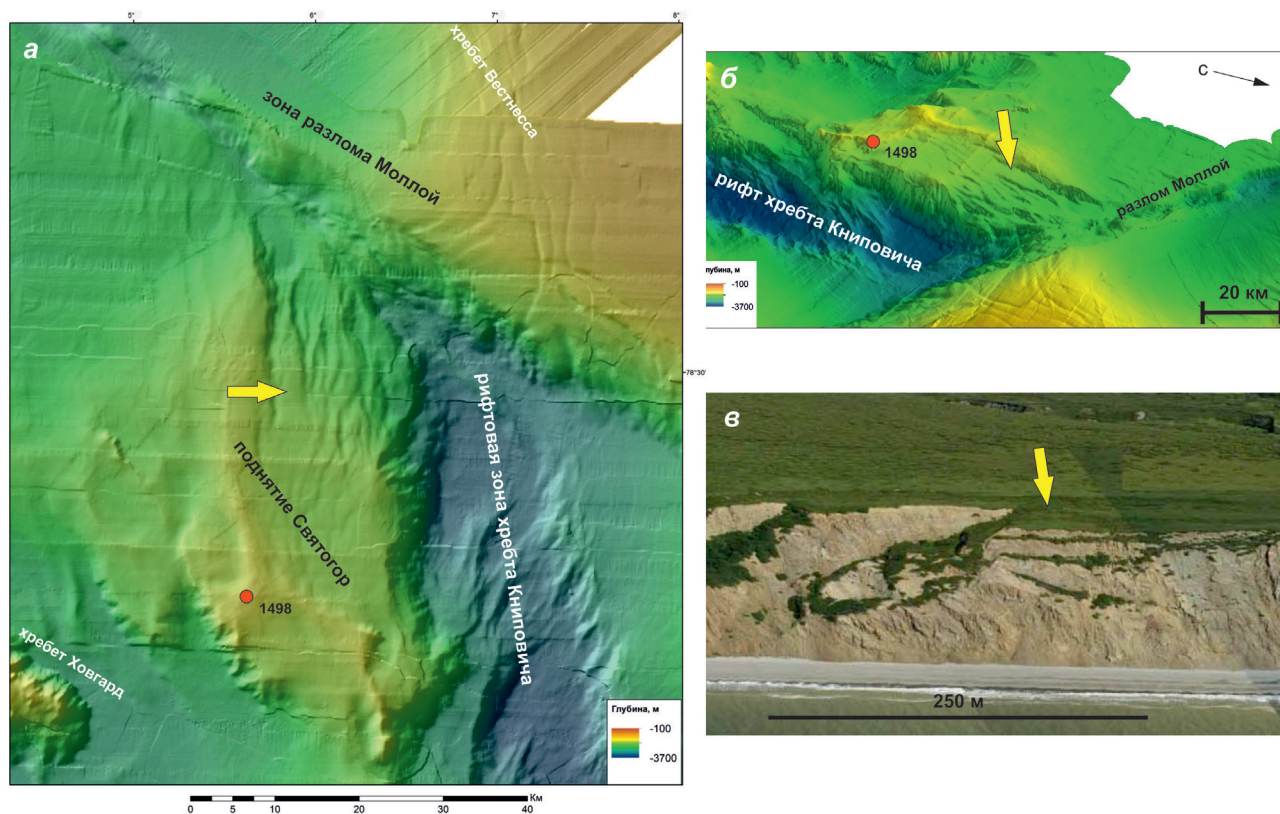 5°
6°
7°
8°
а
хребет Вестнесса
зона разлома Моллой
78°30'
рифтовая зона хребта Книповича
поднятие Святогор
1498
хребет Ховгард
Глубина, м
-100
-3700
Км
0 5 10 20 30 40
б
С
1498
рифт хребта Книповича
разлом Моллой
лубина, м
-100
-3700
20 км
в
250 м